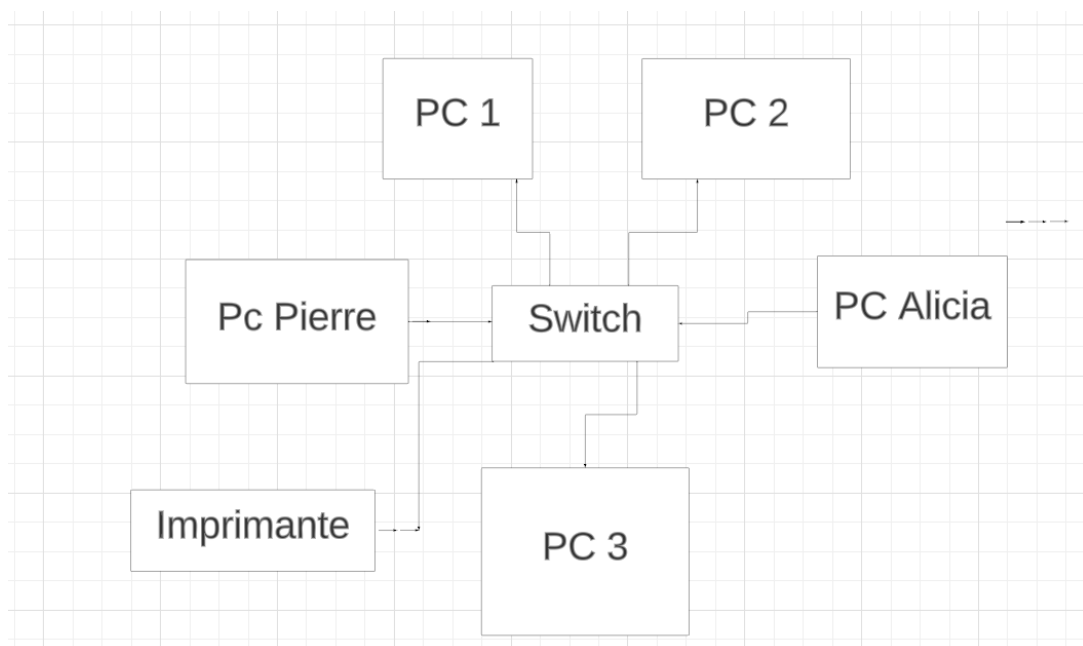 PC 1
PC 2
Pc Pierre
Switch
PC Alicia
Imprimante
PC 3